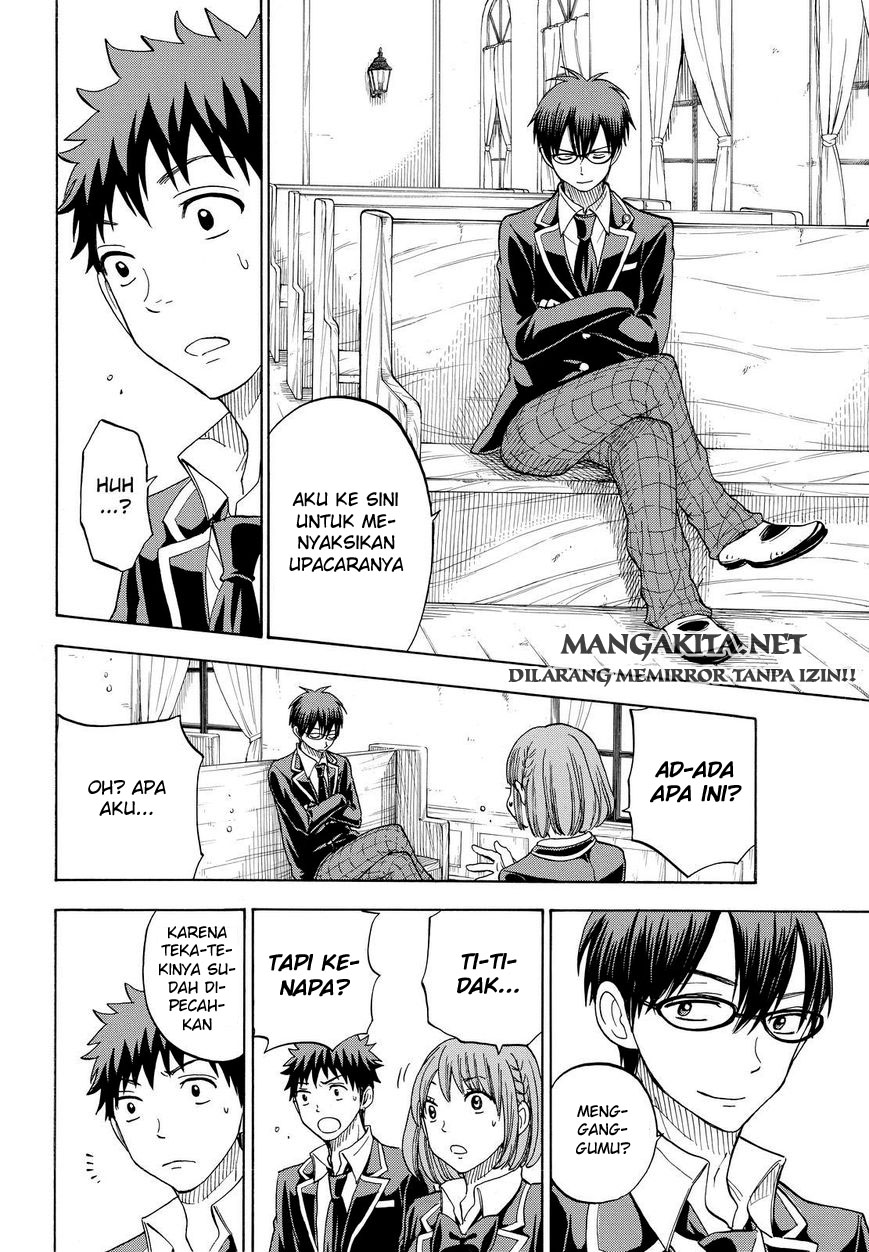 AKU KE SINI
UNTUK ME-
NYAKSIKAN
UPACARANYA
HUH
...?
MANGAKITA.NET
DILARANG MEMIRROR TANPA IZIN!!
AD-ADA
APA INI?
OH? APA
AKU...
MENG-
GANG-
GUMU?
TI-TI-
DAK...
TAPI KE-
NAPA?
KARENA
TEKA-TE-
KINYA SU-
DAH DI-
PECAH-
KAN